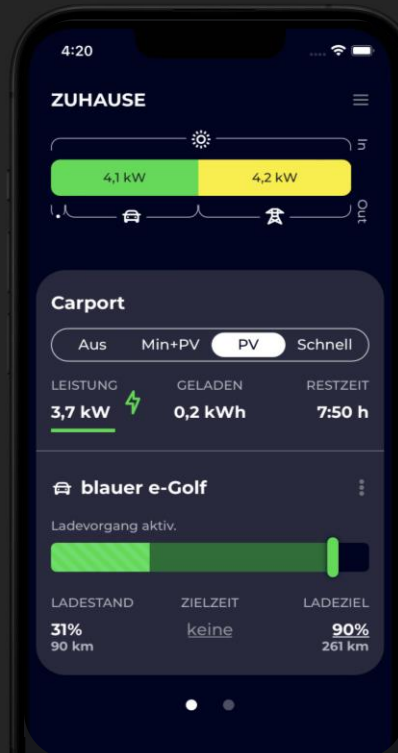 4:20
ZUHAUSE
In
4,1 kW 4,2 kW
Out
Carport
Aus Min+PV PV Schnell
LEISTUNG GELADEN RESTZEIT
3,7 kW 0,2 kWh 7:50 h
blauer e-Golf
Ladevorgang aktiv.
LADESTAND ZIELZEIT LADEZIEL
31% keine 90%
90 km 261 km